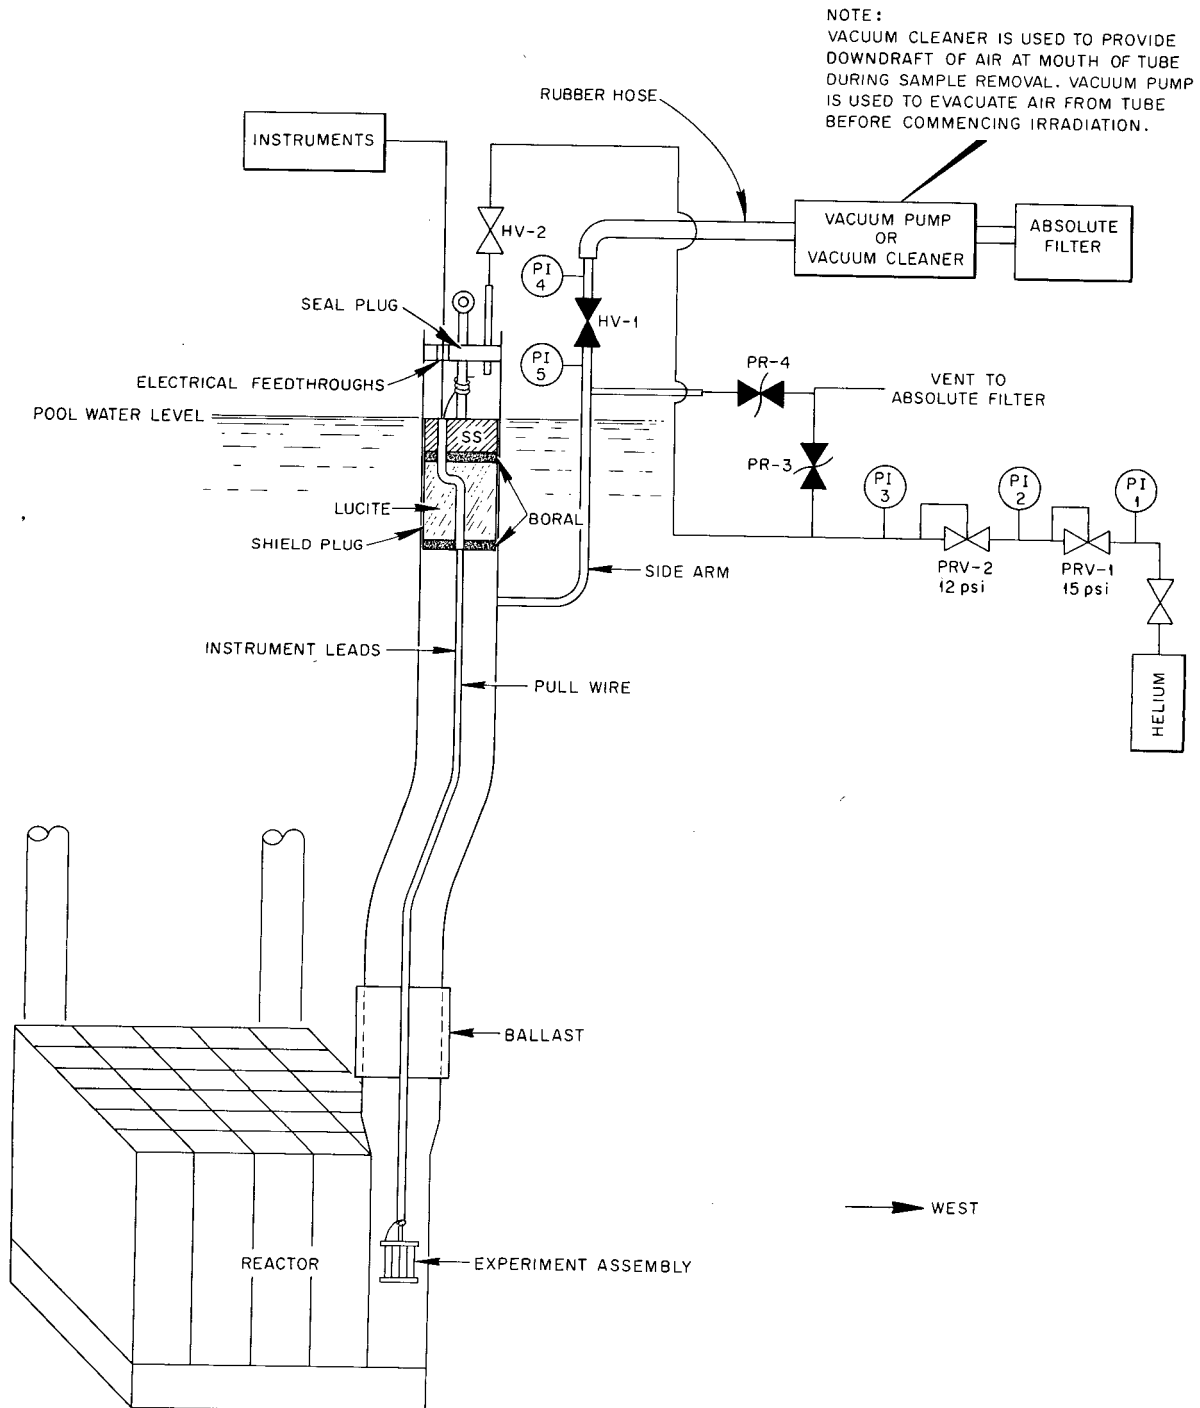 NOTE:
VACUUM CLEANER IS USED TO PROVIDE
DOWNDRAFT OF AIR AT MOUTH OF TUBE
DURING SAMPLE REMOVAL. VACUUM PUMP
IS USED TO EVACUATE AIR FROM TUBE
BEFORE COMMENCING IRRADIATION.
RUBBER HOSE
INSTRUMENTS
HV-2
VACUUM PUMP
OR
VACUUM CLEANER
ABSOLUTE
FILTER
PI
4
SEAL PLUG
HV-1
PI
5
PR-4
ELECTRICAL FEEDTHROUGHS
VENT TO
ABSOLUTE FILTER
POOL WATER LEVEL
SS
PR-3
PI
3
PI
2
PI
1
LUCITE
BORAL
SHIELD PLUG
SIDE ARM
PRV-2
12 psi
PRV-1
15 psi
INSTRUMENT LEADS
PULL WIRE
HELIUM
BALLAST
WEST
REACTOR
EXPERIMENT ASSEMBLY